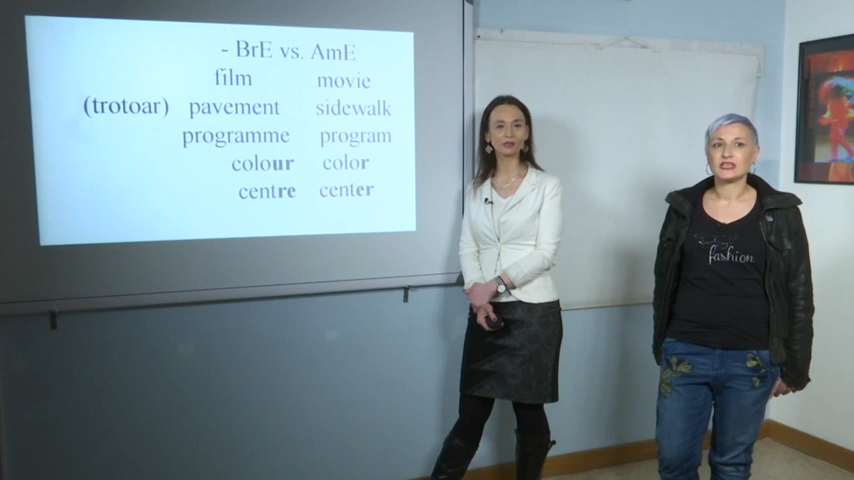 - BrE vs. AmE
film movie
(trotoar) pavement sidewalk
programme program
colour color
centre center
fashion